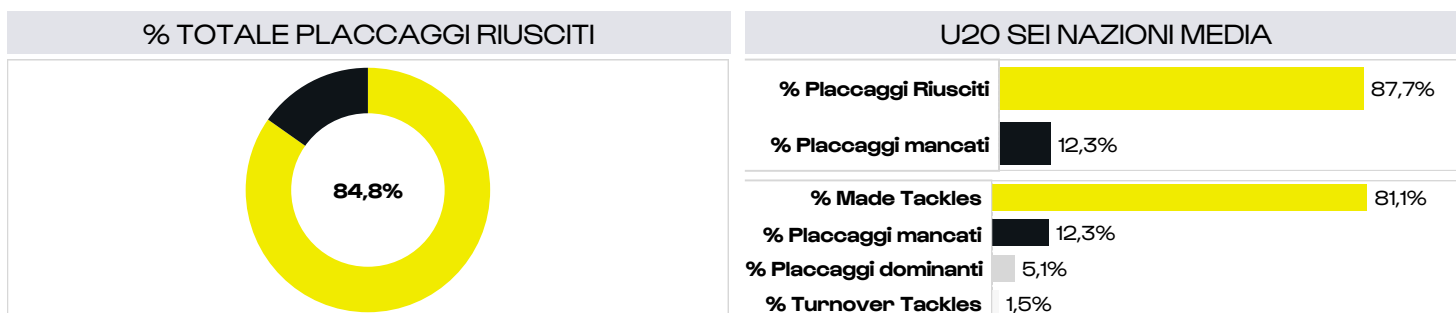 % TOTALE PLACCAGGI RIUSCITI
84,8%
U20 SEI NAZIONI MEDIA
% Placcaggi Riusciti 87,7%
% Placcaggi mancati 12,3%
% Made Tackles 81,1%
% Placcaggi mancati 12,3%
% Placcaggi dominanti 5,1%
% Turnover Tackles 1,5%